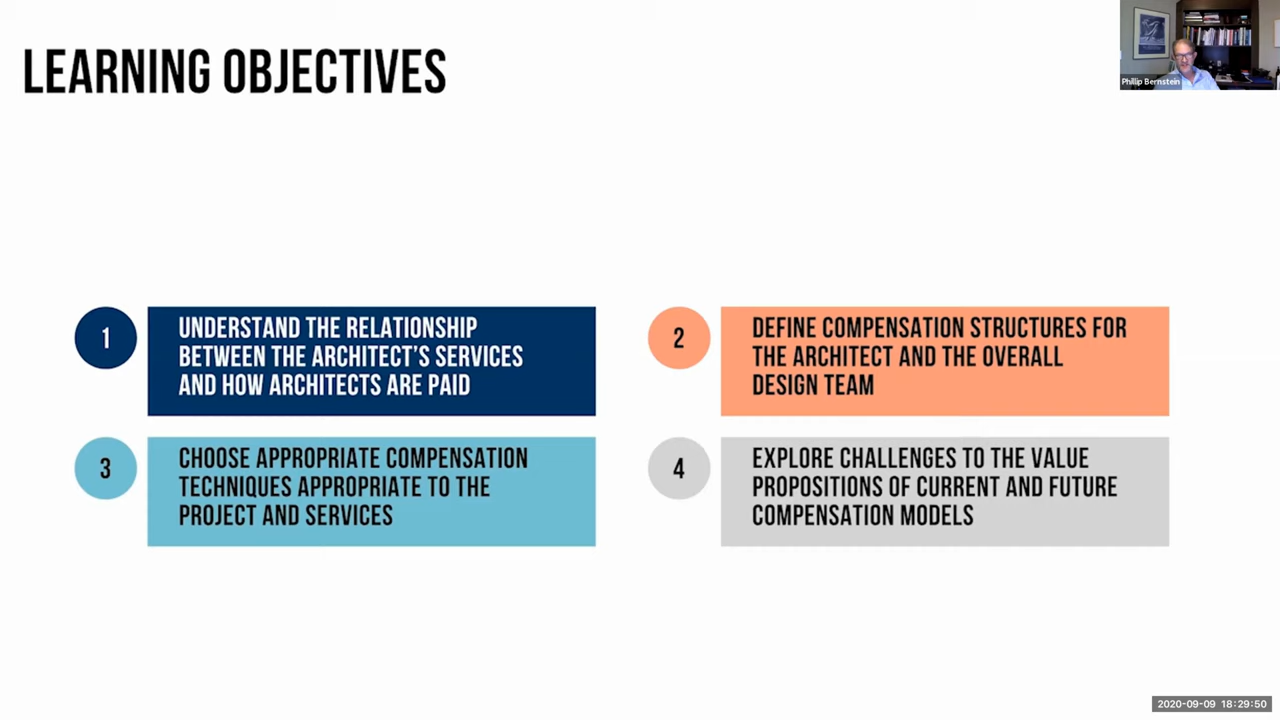 LEARNING OBJECTIVES
Phillip Bernstein
1
UNDERSTAND THE RELATIONSHIP
BETWEEN THE ARCHITECT'S SERVICES
AND HOW ARCHITECTS ARE PAID
2
DEFINE COMPENSATION STRUCTURES FOR
THE ARCHITECT AND THE OVERALL
DESIGN TEAM
3
CHOOSE APPROPRIATE COMPENSATION
TECHNIQUES APPROPRIATE TO THE
PROJECT AND SERVICES
4
EXPLORE CHALLENGES TO THE VALUE
PROPOSITIONS OF CURRENT AND FUTURE
COMPENSATION MODELS
2020-09-09 18:29:50